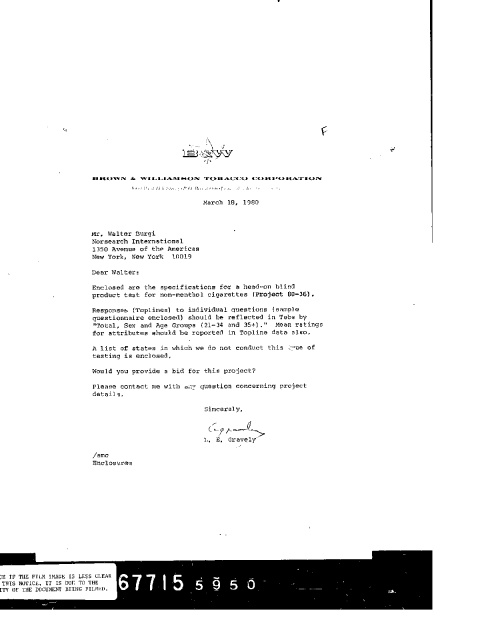 F
B&W
BROWN & WILLIAMSON TOBACCO CORPORATION
March 18, 1980
Mr. Walter Burgi
Norsearch International
1350 Avenue of the Americas
New York, New York 10019
Dear Walter:
Enclosed are the specifications for a head-on blind
product test for non-menthol cigarettes (Project 80-36).
Responses (Toplines) to individual questions (sample
questionnaire enclosed) should be reflected in Tabs by
"Total, Sex and Age Groups (21-34 and 35+)." Mean ratings
for attributes should be reported in Topline data also.
A list of states in which we do not conduct this of
testing is enclosed.
Would you provide a bid for this project?
Please contact me with any question concerning project
details.
Sincerely,
L. E. Gravely
/smc
Enclosures
CE IF THE FILM IMAGE IS LESS CLEAR
THIS NOTICE, IT IS DUE TO THE
ITY OF THE DOCUMENT BEING FILMED.
67715 5950